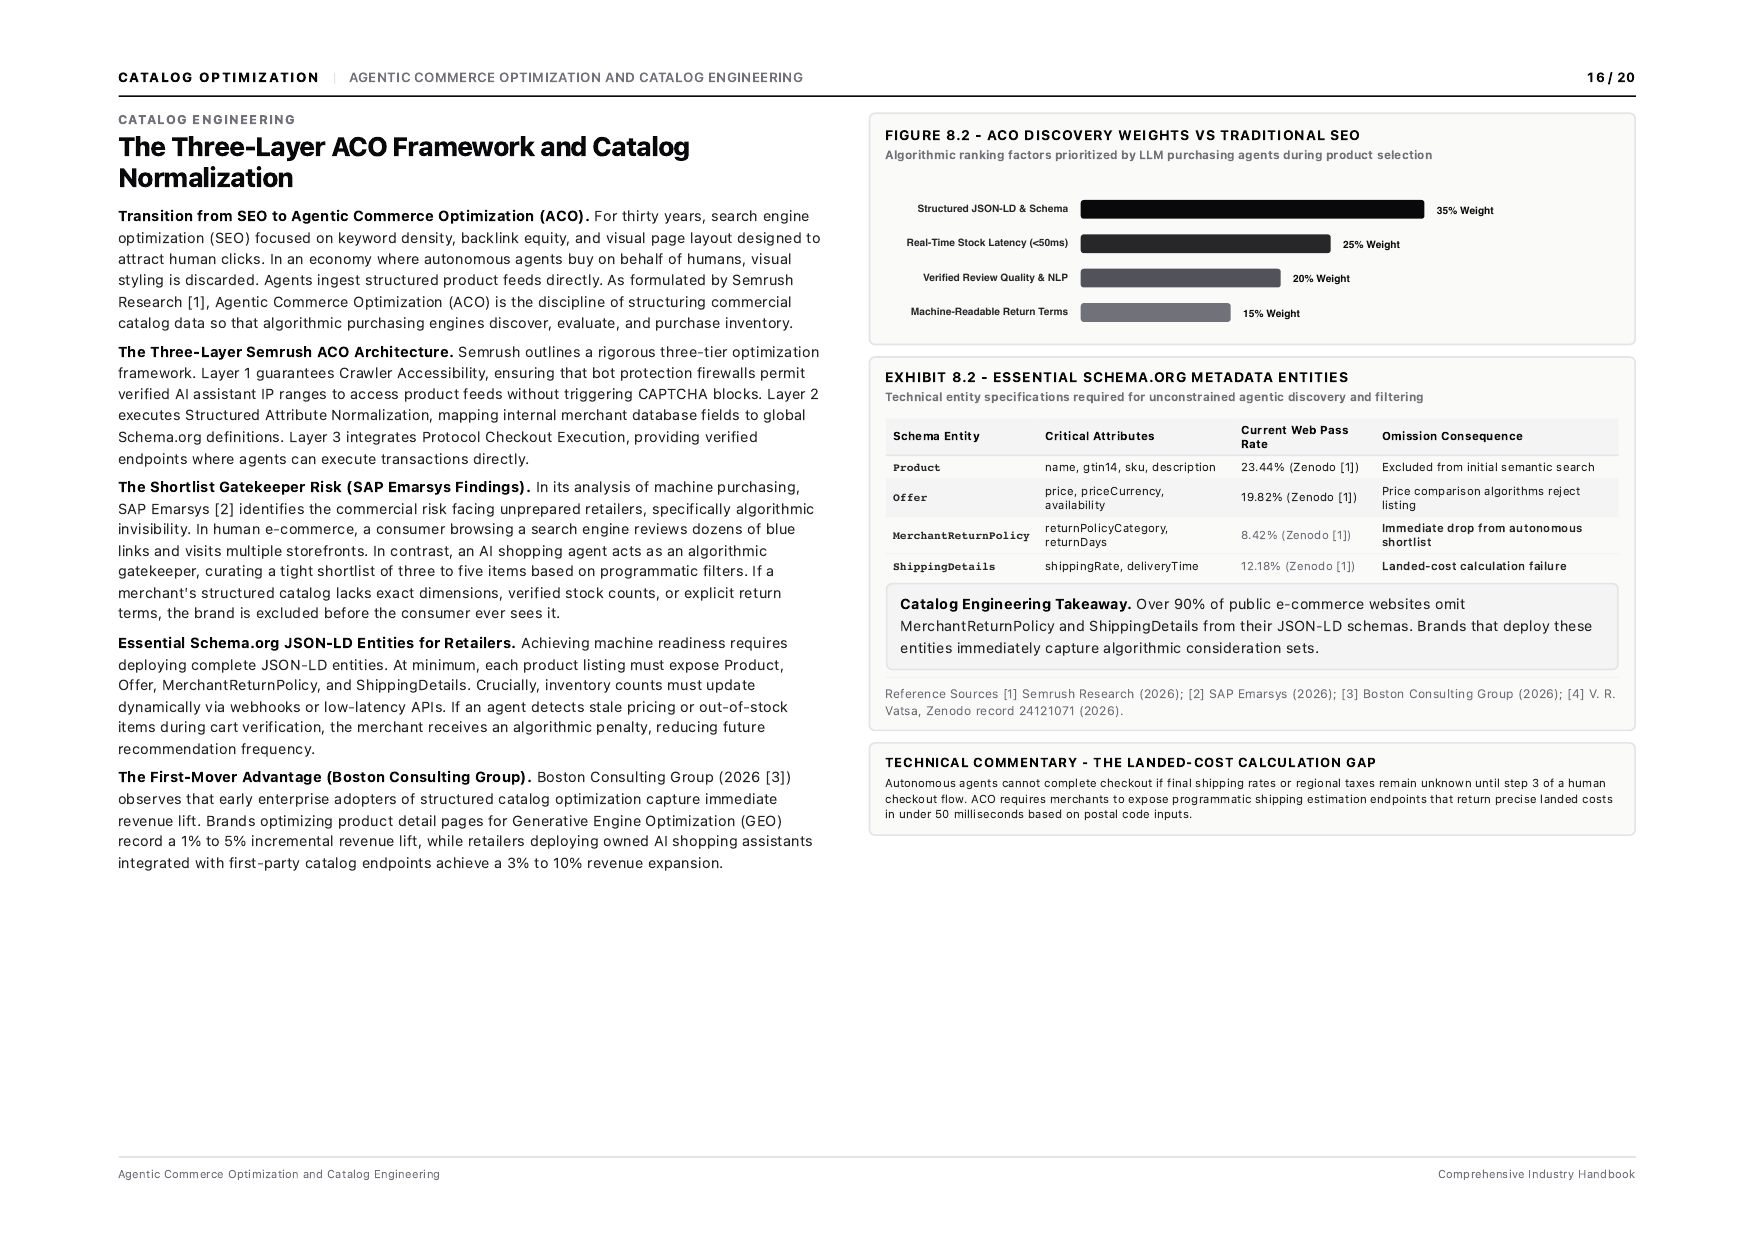 CATALOG OPTIMIZATION | AGENTIC COMMERCE OPTIMIZATION AND CATALOG ENGINEERING 16 / 20
CATALOG ENGINEERING
The Three-Layer ACO Framework and Catalog
Normalization
Transition from SEO to Agentic Commerce Optimization (ACO). For thirty years, search engine
optimization (SEO) focused on keyword density, backlink equity, and visual page layout designed to
attract human clicks. In an economy where autonomous agents buy on behalf of humans, visual
styling is discarded. Agents ingest structured product feeds directly. As formulated by Semrush
Research [1], Agentic Commerce Optimization (ACO) is the discipline of structuring commercial
catalog data so that algorithmic purchasing engines discover, evaluate, and purchase inventory.
The Three-Layer Semrush ACO Architecture. Semrush outlines a rigorous three-tier optimization
framework. Layer 1 guarantees Crawler Accessibility, ensuring that bot protection firewalls permit
verified AI assistant IP ranges to access product feeds without triggering CAPTCHA blocks. Layer 2
executes Structured Attribute Normalization, mapping internal merchant database fields to global
Schema.org definitions. Layer 3 integrates Protocol Checkout Execution, providing verified
endpoints where agents can execute transactions directly.
The Shortlist Gatekeeper Risk (SAP Emarsys Findings). In its analysis of machine purchasing,
SAP Emarsys [2] identifies the commercial risk facing unprepared retailers, specifically algorithmic
invisibility. In human e-commerce, a consumer browsing a search engine reviews dozens of blue
links and visits multiple storefronts. In contrast, an AI shopping agent acts as an algorithmic
gatekeeper, curating a tight shortlist of three to five items based on programmatic filters. If a
merchant's structured catalog lacks exact dimensions, verified stock counts, or explicit return
terms, the brand is excluded before the consumer ever sees it.
Essential Schema.org JSON-LD Entities for Retailers. Achieving machine readiness requires
deploying complete JSON-LD entities. At minimum, each product listing must expose Product,
Offer, MerchantReturnPolicy, and ShippingDetails. Crucially, inventory counts must update
dynamically via webhooks or low-latency APIs. If an agent detects stale pricing or out-of-stock
items during cart verification, the merchant receives an algorithmic penalty, reducing future
recommendation frequency.
The First-Mover Advantage (Boston Consulting Group). Boston Consulting Group (2026 [3])
observes that early enterprise adopters of structured catalog optimization capture immediate
revenue lift. Brands optimizing product detail pages for Generative Engine Optimization (GEO)
record a 1% to 5% incremental revenue lift, while retailers deploying owned AI shopping assistants
integrated with first-party catalog endpoints achieve a 3% to 10% revenue expansion.
FIGURE 8.2 - ACO DISCOVERY WEIGHTS VS TRADITIONAL SEO
Algorithmic ranking factors prioritized by LLM purchasing agents during product selection
Structured JSON-LD & Schema 35% Weight
Real-Time Stock Latency (<50ms) 25% Weight
Verified Review Quality & NLP 20% Weight
Machine-Readable Return Terms 15% Weight
EXHIBIT 8.2 - ESSENTIAL SCHEMA.ORG METADATA ENTITIES
Technical entity specifications required for unconstrained agentic discovery and filtering
Schema Entity Critical Attributes Current Web Pass Rate Omission Consequence
Product name, gtin14, sku, description 23.44% (Zenodo [1]) Excluded from initial semantic search
Offer price, priceCurrency, availability 19.82% (Zenodo [1]) Price comparison algorithms reject listing
MerchantReturnPolicy returnPolicyCategory, returnDays 8.42% (Zenodo [1]) Immediate drop from autonomous shortlist
ShippingDetails shippingRate, deliveryTime 12.18% (Zenodo [1]) Landed-cost calculation failure
Catalog Engineering Takeaway. Over 90% of public e-commerce websites omit
MerchantReturnPolicy and ShippingDetails from their JSON-LD schemas. Brands that deploy these
entities immediately capture algorithmic consideration sets.
Reference Sources [1] Semrush Research (2026); [2] SAP Emarsys (2026); [3] Boston Consulting Group (2026); [4] V. R.
Vatsa, Zenodo record 24121071 (2026).
TECHNICAL COMMENTARY - THE LANDED-COST CALCULATION GAP
Autonomous agents cannot complete checkout if final shipping rates or regional taxes remain unknown until step 3 of a human
checkout flow. ACO requires merchants to expose programmatic shipping estimation endpoints that return precise landed costs
in under 50 milliseconds based on postal code inputs.
Agentic Commerce Optimization and Catalog Engineering Comprehensive Industry Handbook